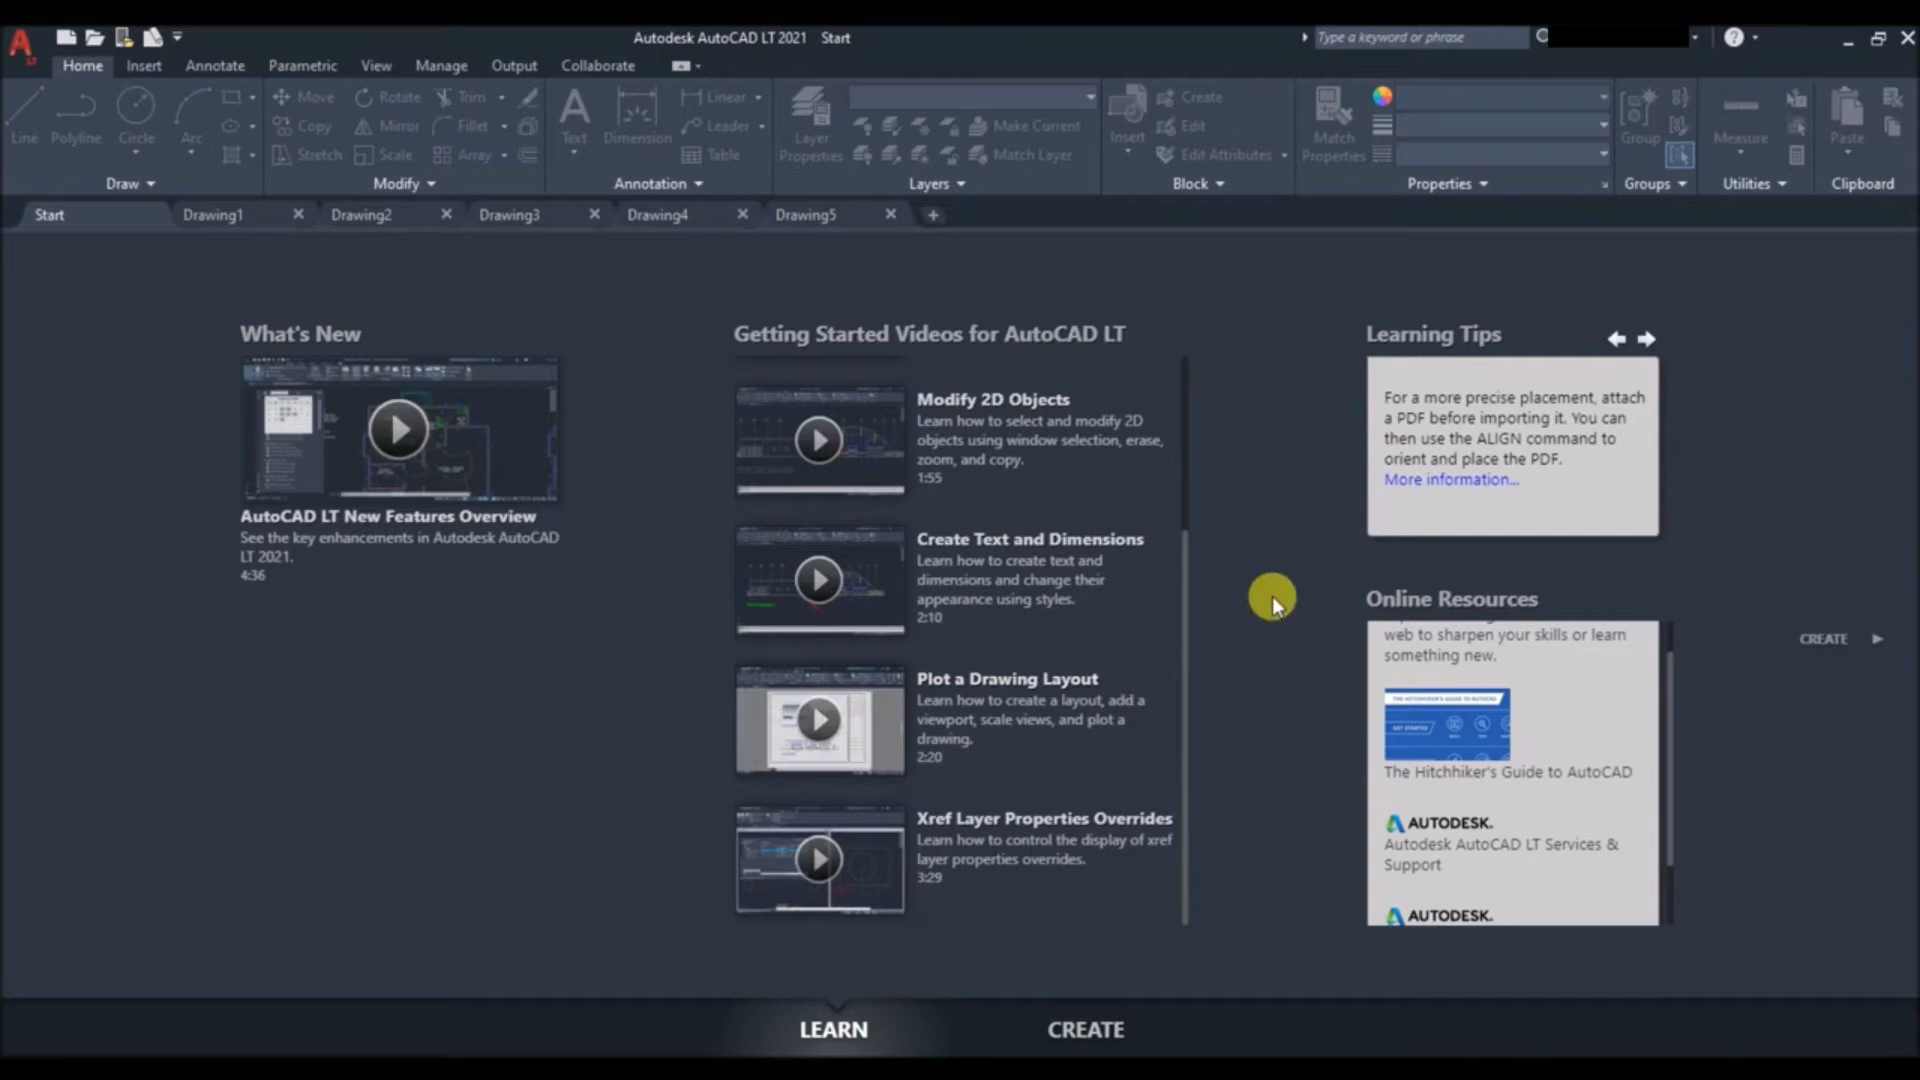 Autodesk AutoCAD LT 2021 Start
Type a keyword or phrase
LT
Home Insert Annotate Parametric View Manage Output Collaborate
Line Polyline Circle Arc
Move Rotate Trim
Copy Mirror Fillet
Stretch Scale Array
Text Dimension
Linear
Leader
Table
Layer
Properties
Make Current
Match Layer
Insert
Create
Edit
Edit Attributes
Match
Properties
Group
Measure
Paste
Draw Modify Annotation Layers Block Properties Groups Utilities Clipboard
Start Drawing1 Drawing2 Drawing3 Drawing4 Drawing5
What's New
AutoCAD LT New Features Overview
See the key enhancements in Autodesk AutoCAD
LT 2021.
4:36
Getting Started Videos for AutoCAD LT
Modify 2D Objects
Learn how to select and modify 2D
objects using window selection, erase,
zoom, and copy.
1:55
Create Text and Dimensions
Learn how to create text and
dimensions and change their
appearance using styles.
2:10
Plot a Drawing Layout
Learn how to create a layout, add a
viewport, scale views, and plot a
drawing.
2:20
Xref Layer Properties Overrides
Learn how to control the display of xref
layer properties overrides.
3:29
Learning Tips
For a more precise placement, attach
a PDF before importing it. You can
then use the ALIGN command to
orient and place the PDF.
More information...
Online Resources
web to sharpen your skills or learn
something new.
THE HITCHHIKER'S GUIDE TO AUTOCAD
GET STARTED
The Hitchhiker's Guide to AutoCAD
AUTODESK.
Autodesk AutoCAD LT Services &
Support
AUTODESK.
CREATE
LEARN CREATE